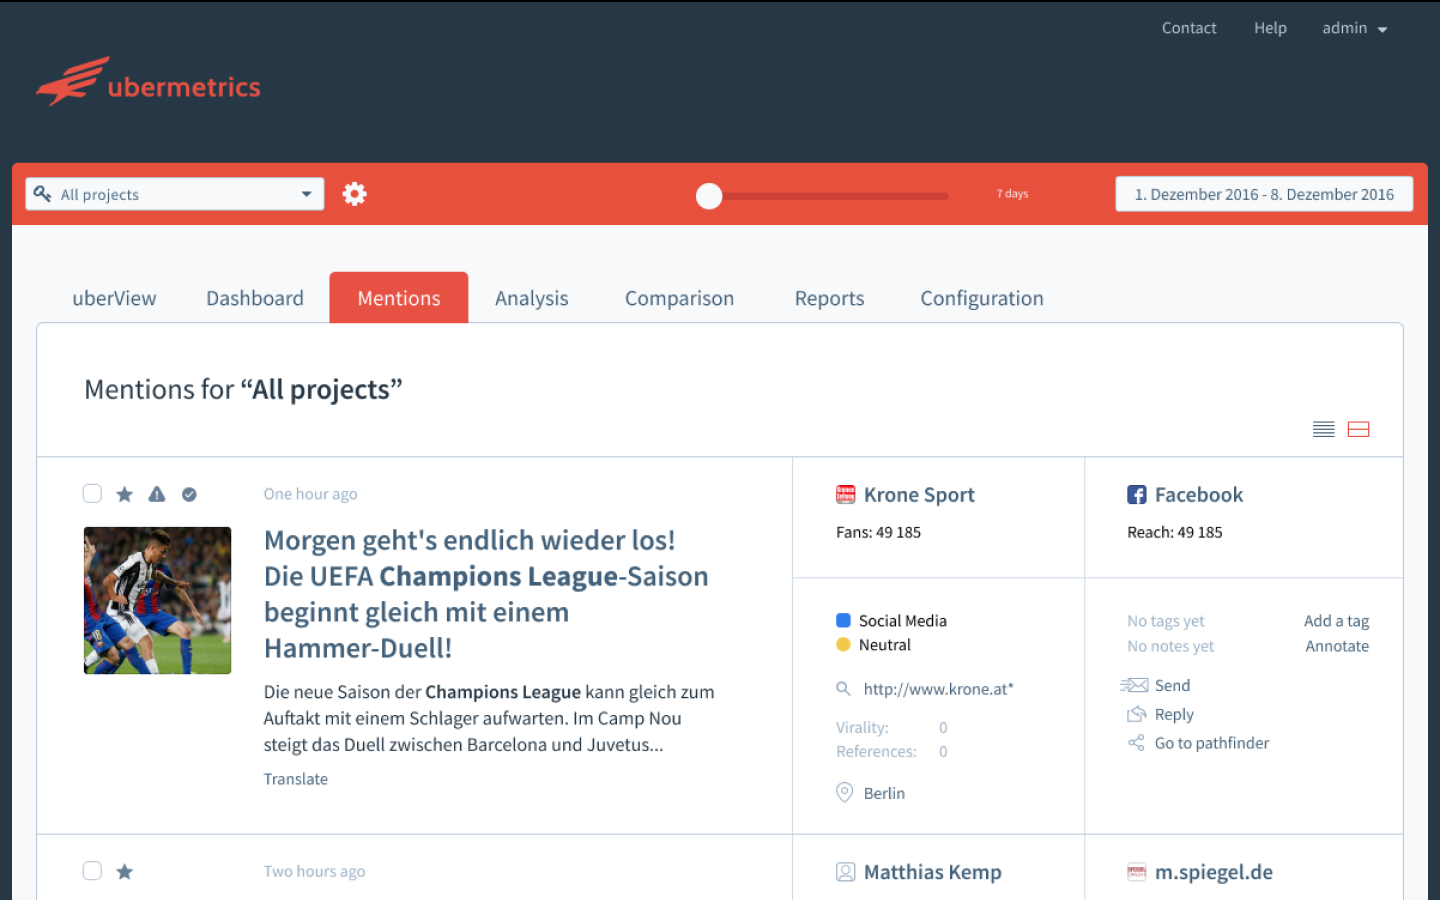 Contact Help admin
ubermetrics
All projects
7 days
1. Dezember 2016 - 8. Dezember 2016
uberView Dashboard Mentions Analysis Comparison Reports Configuration
Mentions for “All projects”
One hour ago
Morgen geht's endlich wieder los!
Die UEFA Champions League-Saison
beginnt gleich mit einem
Hammer-Duell!
Die neue Saison der Champions League kann gleich zum
Auftakt mit einem Schlager aufwarten. Im Camp Nou
steigt das Duell zwischen Barcelona und Juvetus...
Translate
Krone Sport
Fans: 49 185
Facebook
Reach: 49 185
Social Media
Neutral
http://www.krone.at*
Virality: 0
References: 0
Berlin
No tags yet Add a tag
No notes yet Annotate
Send
Reply
Go to pathfinder
Two hours ago
Matthias Kemp
m.spiegel.de